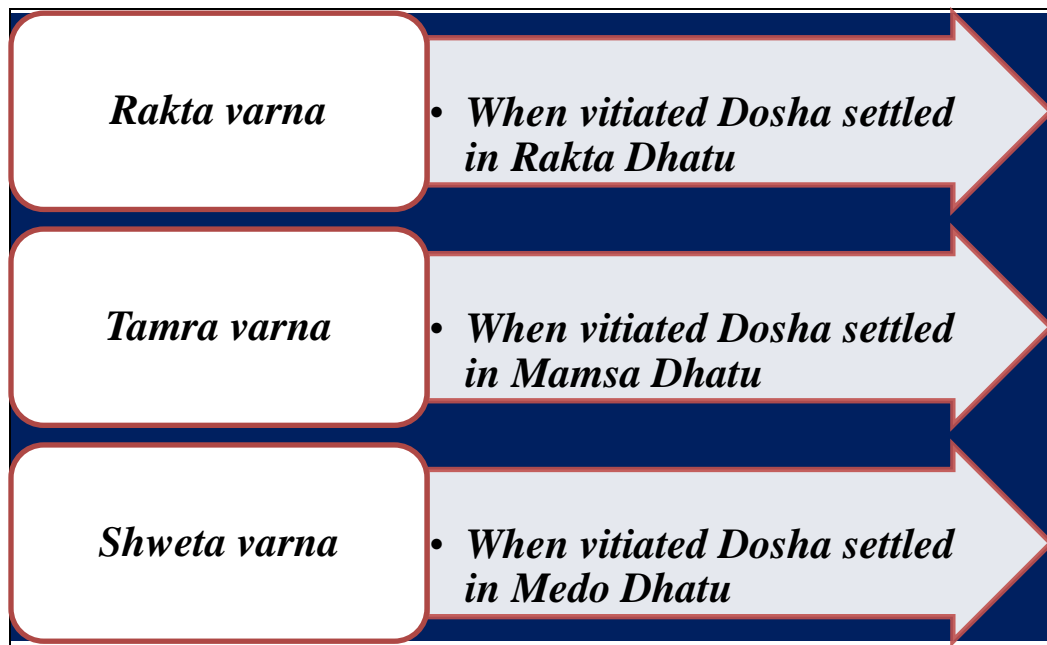 Rakta varna
• When vitiated Dosha settled
in Rakta Dhatu
Tamra varna
• When vitiated Dosha settled
in Mamsa Dhatu
Shweta varna
• When vitiated Dosha settled
in Medo Dhatu